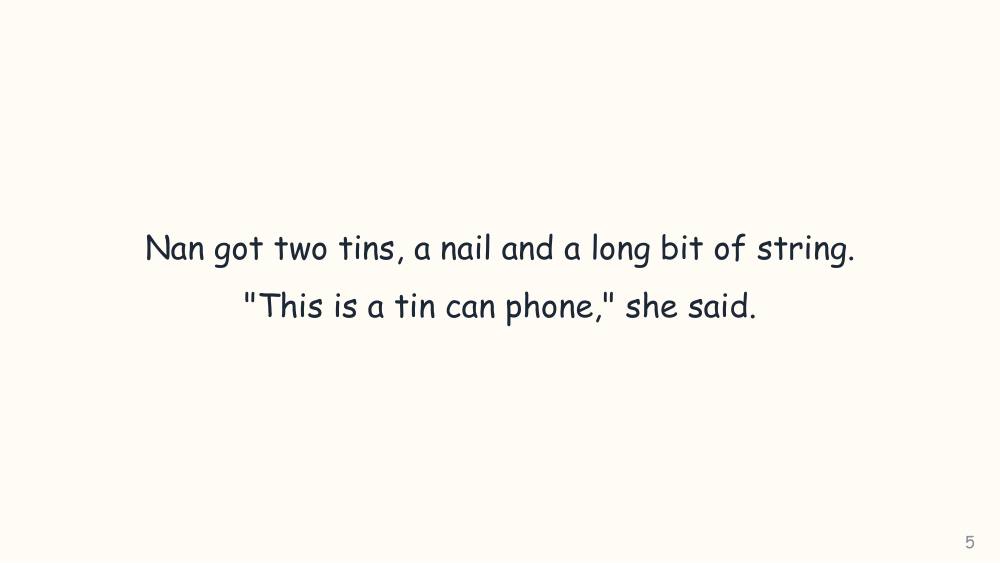 Nan got two tins, a nail and a long bit of string.
"This is a tin can phone," she said.
5